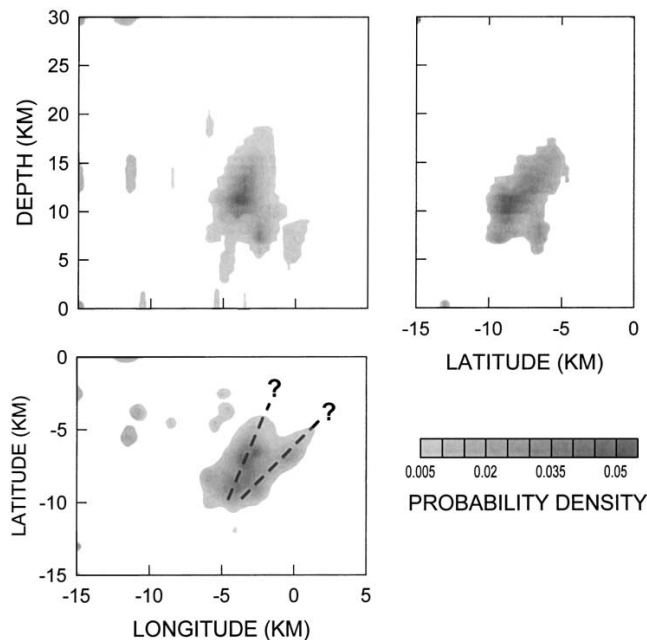 30
25
20
15
10
5
0
DEPTH (KM)
-15 -10 -5 0
LATITUDE (KM)
0
-5
-10
-15
LATITUDE (KM)
? ?
-15 -10 -5 0 5
LONGITUDE (KM)
0.005 0.02 0.035 0.05
PROBABILITY DENSITY